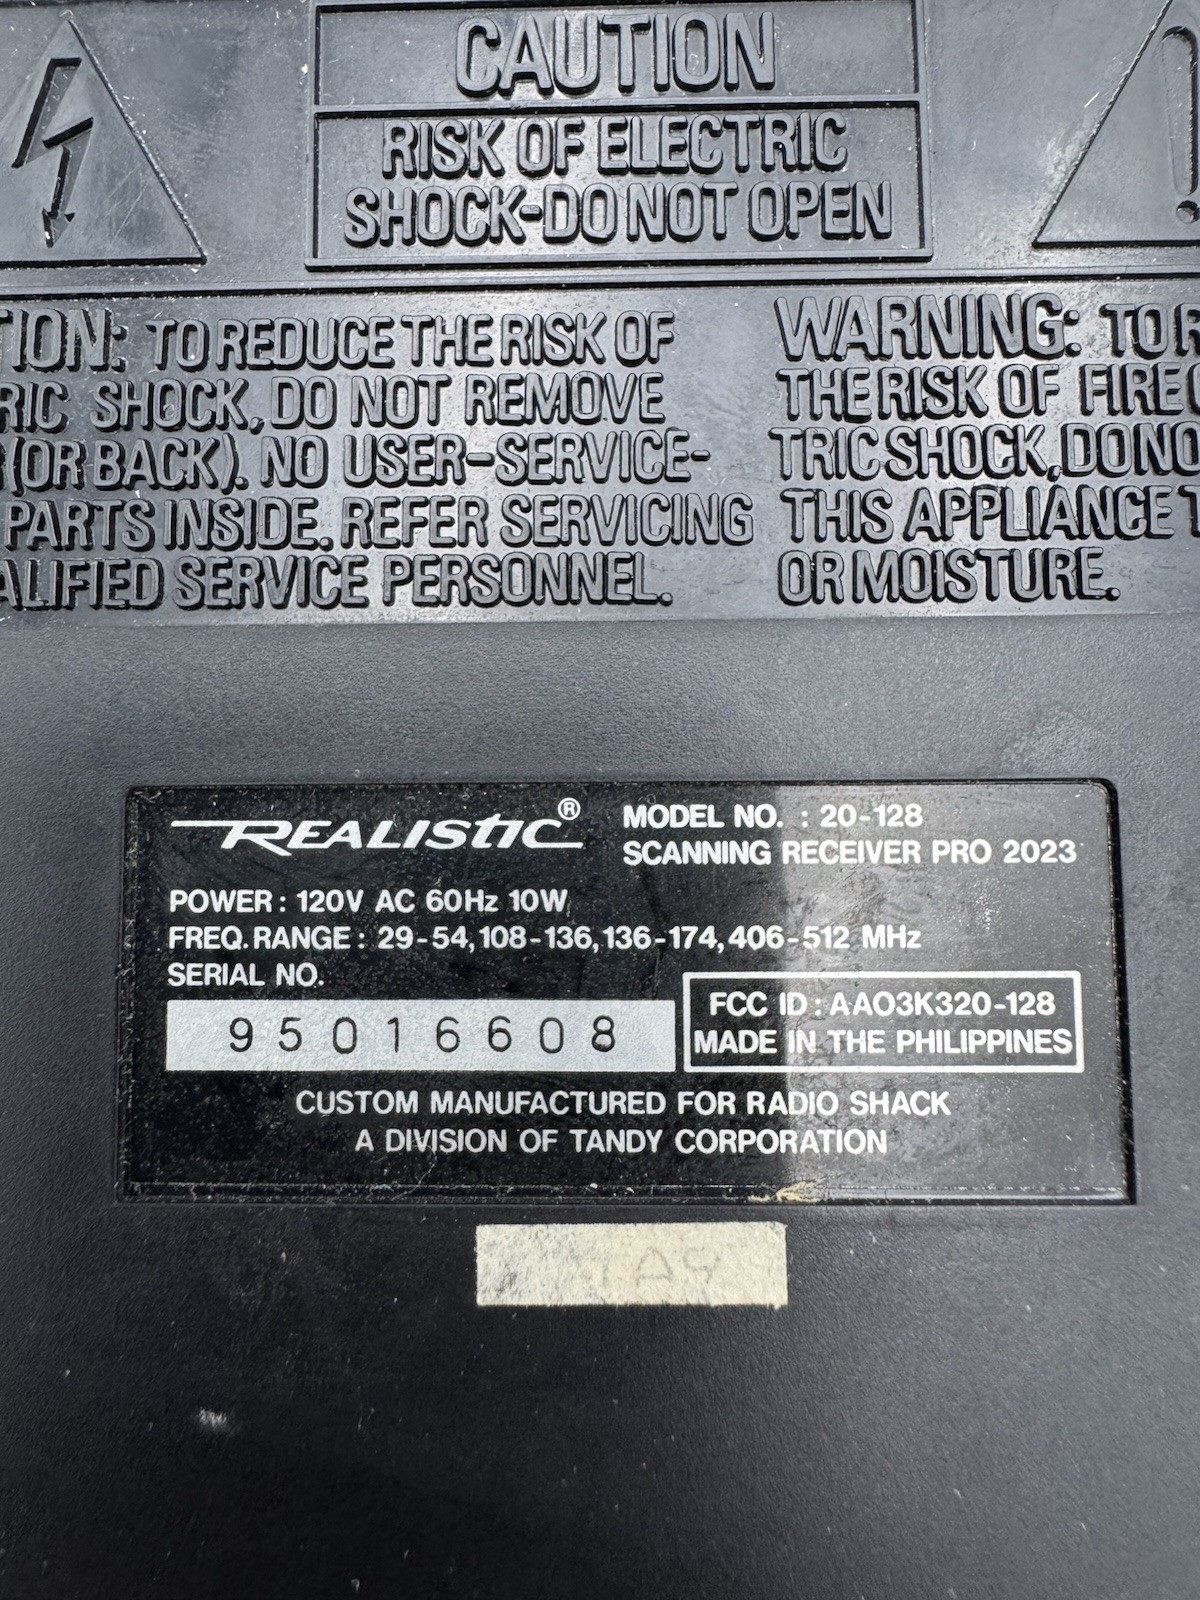 CAUTION
RISK OF ELECTRIC
SHOCK-DO NOT OPEN
TION: TO REDUCE THE RISK OF
RIC SHOCK, DO NOT REMOVE
(OR BACK). NO USER-SERVICE-
PARTS INSIDE. REFER SERVICING
ALIFIED SERVICE PERSONNEL.
WARNING: TO R
THE RISK OF FIRE
TRIC SHOCK, DO NO
THIS APPLIANCE T
OR MOISTURE.
REALISTIC®
MODEL NO. : 20-128
SCANNING RECEIVER PRO 2023
POWER : 120V AC 60Hz 10W
FREQ. RANGE : 29-54, 108-136, 136-174, 406-512 MHz
SERIAL NO.
95016608
FCC ID : AAO3K320-128
MADE IN THE PHILIPPINES
CUSTOM MANUFACTURED FOR RADIO SHACK
A DIVISION OF TANDY CORPORATION